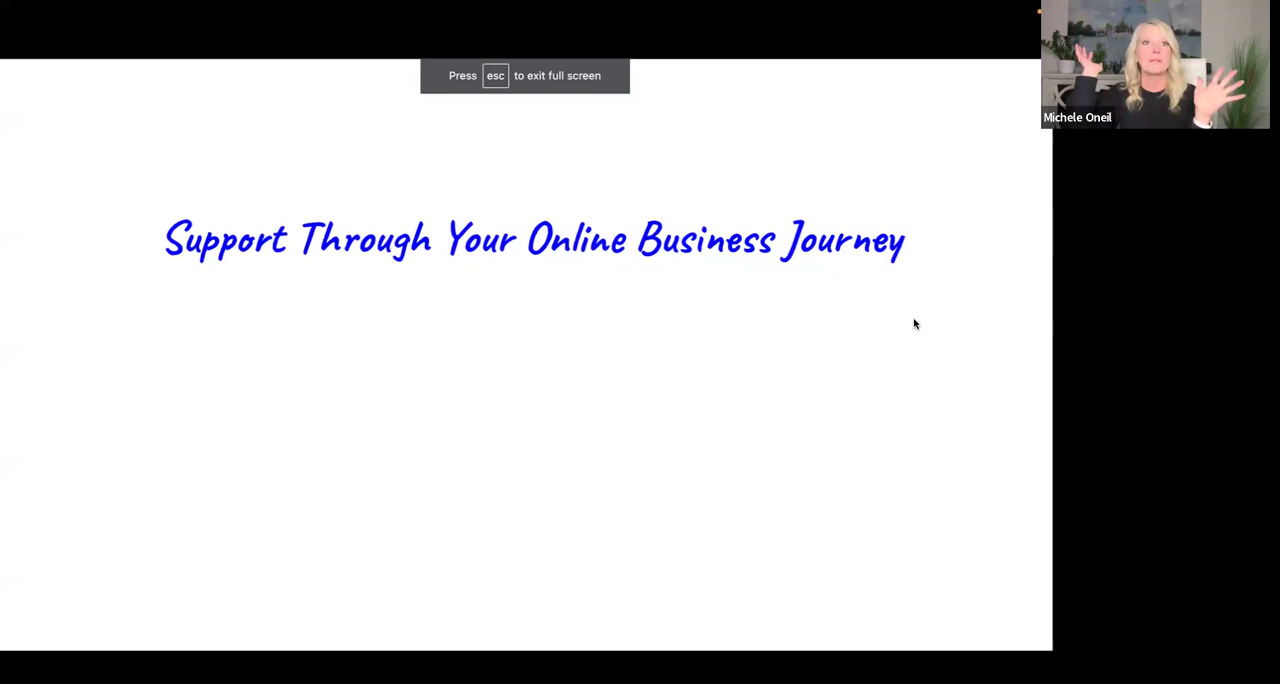 Press esc to exit full screen
Michele Oneil
Support Through Your Online Business Journey